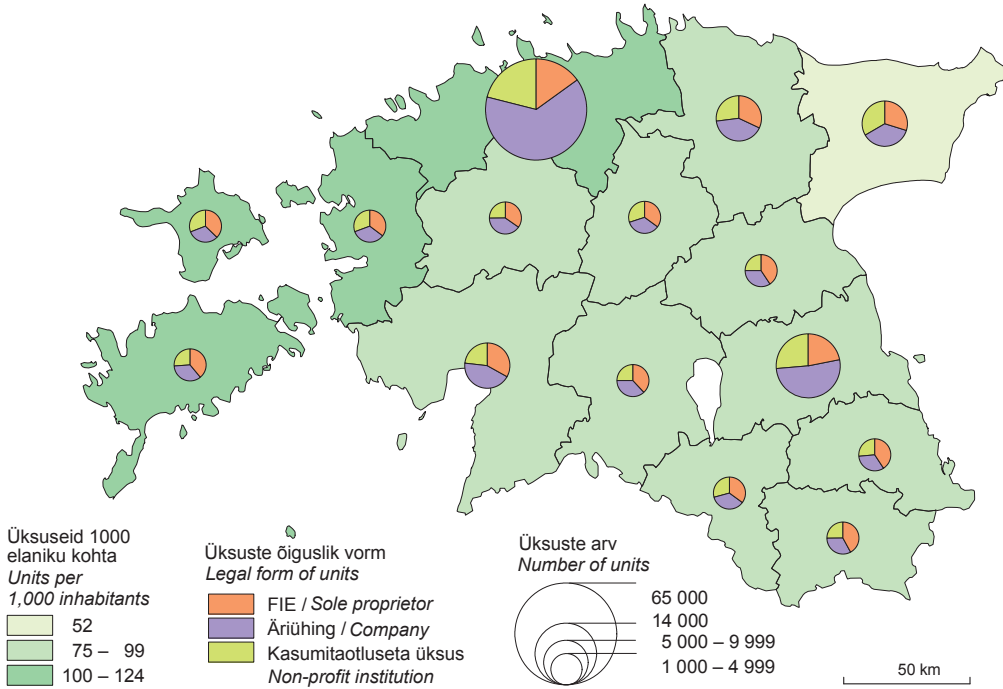 Üksuseid 1000
elaniku kohta
Units per
1,000 inhabitants
52
75 – 99
100 – 124
Üksuste õiguslik vorm
Legal form of units
FIE / Sole proprietor
Äriühing / Company
Kasumitaotluseta üksus
Non-profit institution
Üksuste arv
Number of units
65 000
14 000
5 000 – 9 999
1 000 – 4 999
50 km